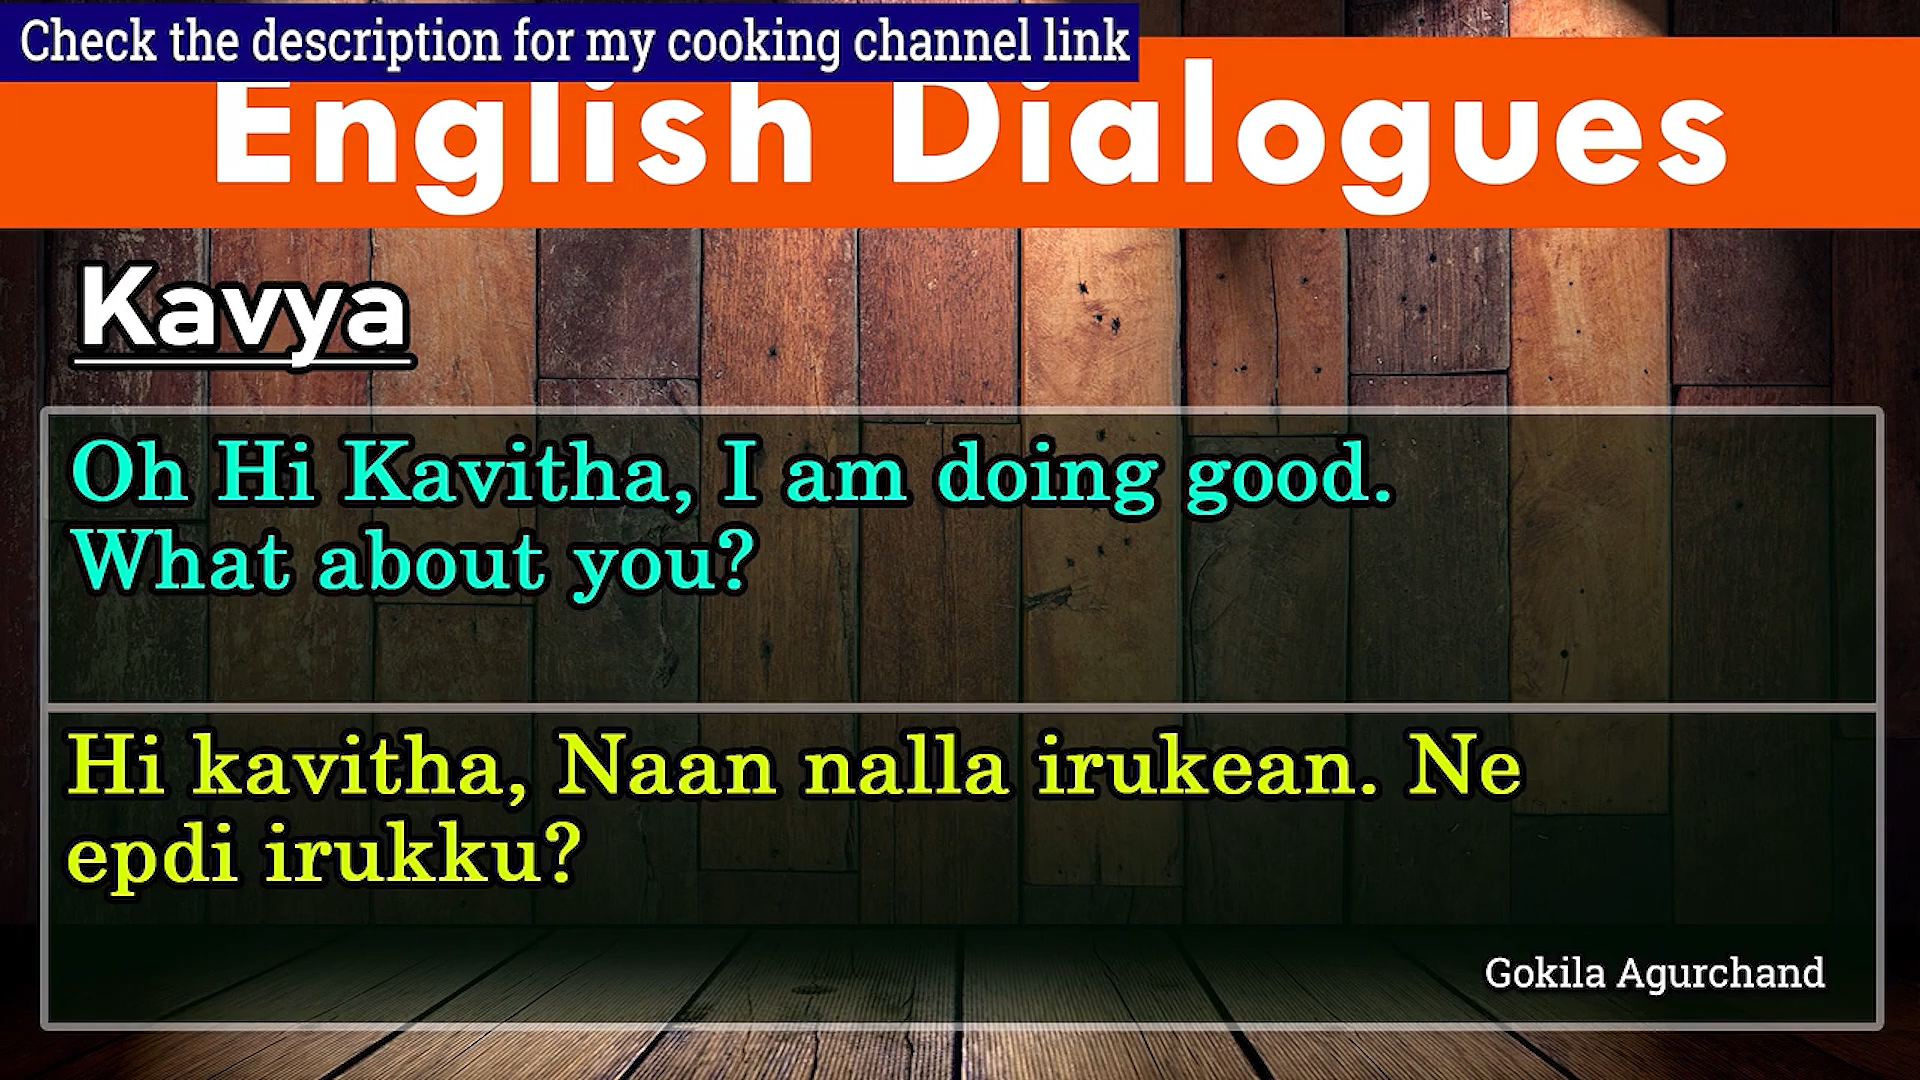 Check the description for my cooking channel link
English Dialogues
Kavya
Oh Hi Kavitha, I am doing good.
What about you?
Hi kavitha, Naan nalla irukean. Ne
epdi irukku?
Gokila Agurchand